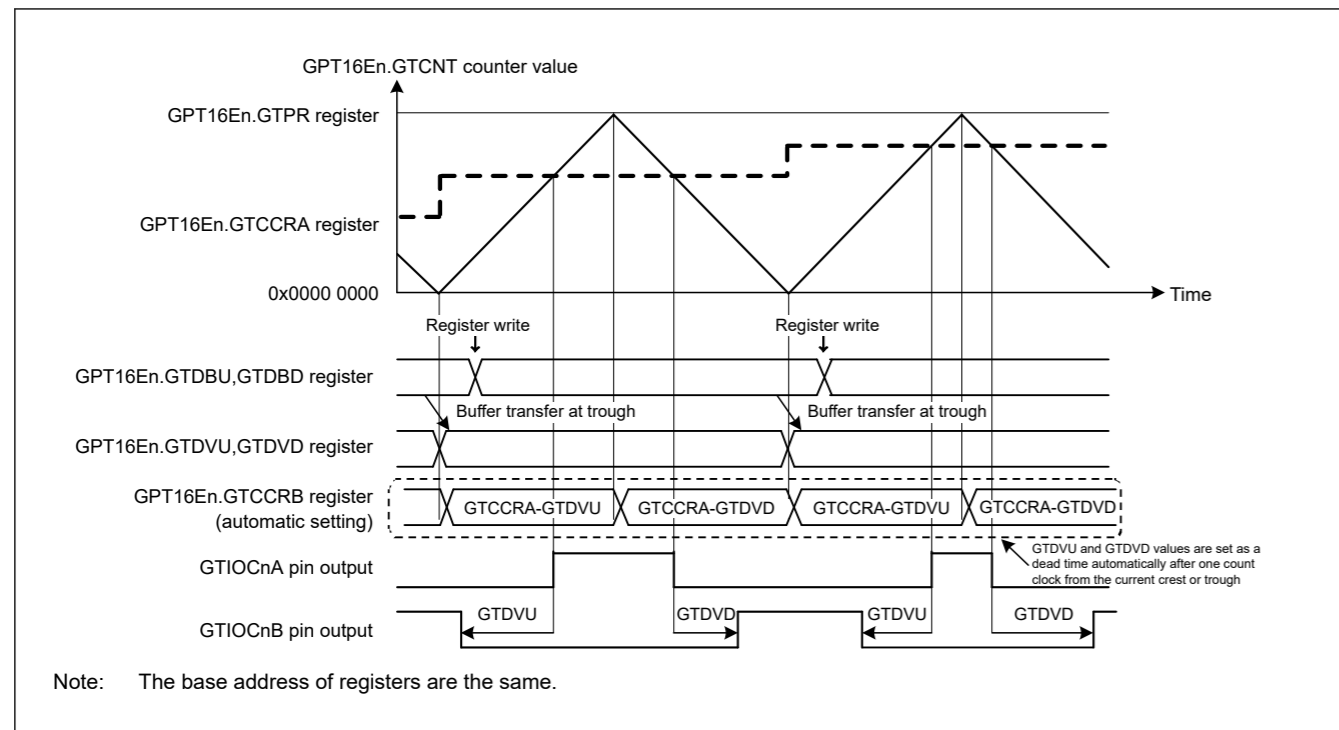 GPT16En.GTCNT counter value
GPT16En.GTPR register
GPT16En.GTCCRA register
0x0000 0000
Time
Register write
Register write
GPT16En.GTDBU,GTDBD register
Buffer transfer at trough
Buffer transfer at trough
GPT16En.GTDVU,GTDVD register
GPT16En.GTCCRB register
(automatic setting)
GTCCRA-GTDVU
GTCCRA-GTDVD
GTCCRA-GTDVU
GTCCRA-GTDVD
GTDVU and GTDVD values are set as a
dead time automatically after one count
clock from the current crest or trough
GTIOCnA pin output
GTIOCnB pin output
GTDVU
GTDVD
GTDVU
GTDVD
Note: The base address of registers are the same.